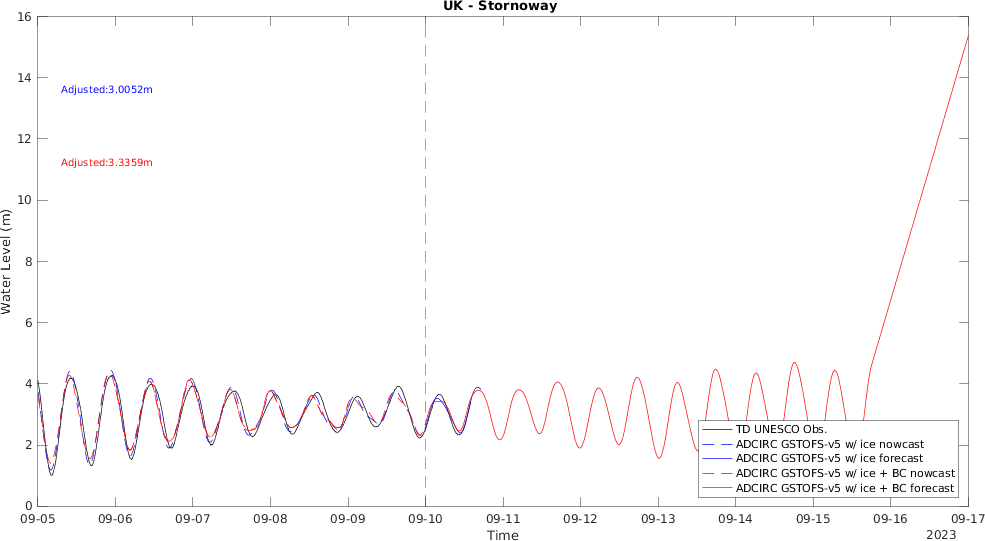 UK - Stornoway
16
14
12
10
8
6
4
2
0
Water Level (m)
Adjusted:3.0052m
Adjusted:3.3359m
TD UNESCO Obs.
ADCIRC GSTOFS-v5 w/ ice nowcast
ADCIRC GSTOFS-v5 w/ ice forecast
ADCIRC GSTOFS-v5 w/ ice + BC nowcast
ADCIRC GSTOFS-v5 w/ ice + BC forecast
09-05 09-06 09-07 09-08 09-09 09-10 09-11 09-12 09-13 09-14 09-15 09-16 09-17
Time
2023